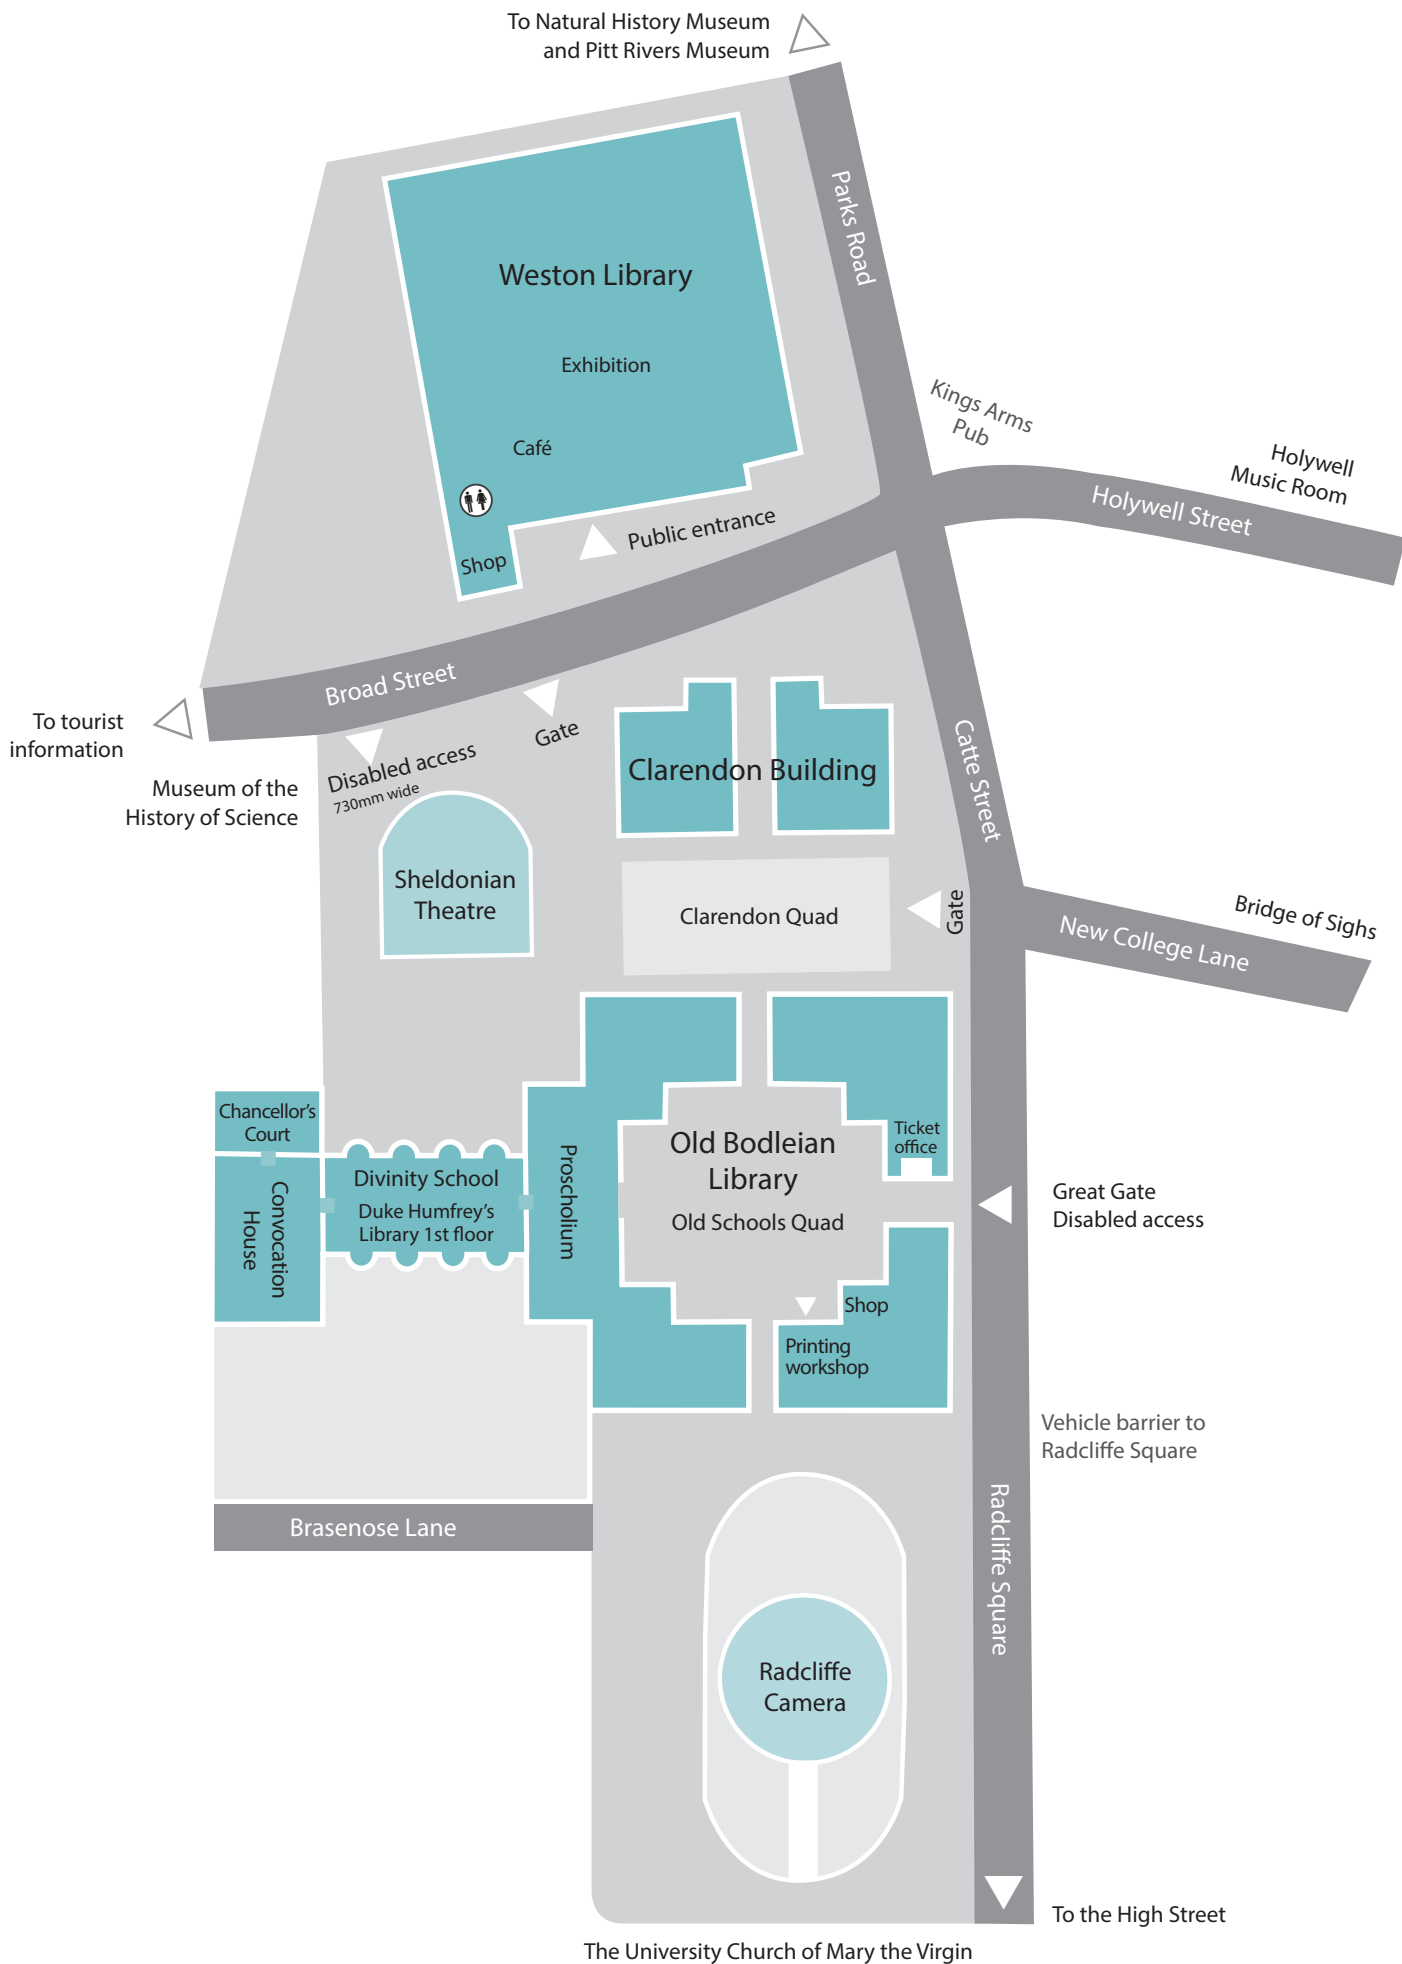 To Natural History Museum
and Pitt Rivers Museum
Parks Road
Weston Library
Exhibition
Café
Kings Arms
Pub
Holywell
Music Room
Holywell Street
Public entrance
Shop
Broad Street
To tourist
information
Gate
Disabled access
730mm wide
Museum of the
History of Science
Clarendon Building
Catte Street
Sheldonian
Theatre
Clarendon Quad
Gate
Bridge of Sighs
New College Lane
Chancellor's
Court
Convocation
House
Divinity School
Duke Humfrey's
Library 1st floor
Proscholium
Old Bodleian
Library
Old Schools Quad
Ticket
office
Great Gate
Disabled access
Shop
Printing
workshop
Vehicle barrier to
Radcliffe Square
Brasenose Lane
Radcliffe Square
Radcliffe
Camera
To the High Street
The University Church of Mary the Virgin